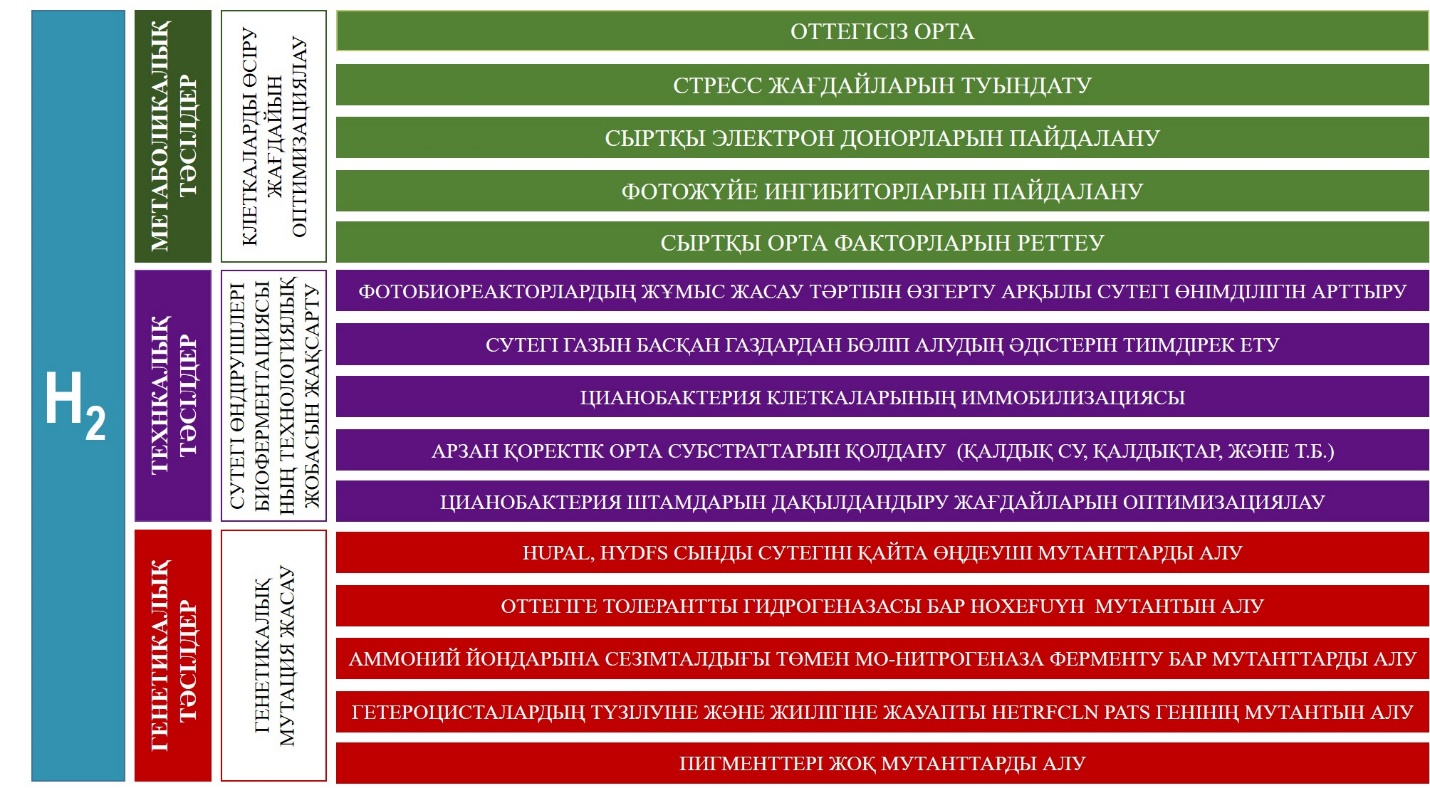 H2
МЕТАБОЛИКАЛЫҚ
ТӘСІЛДЕР
КЛЕТКАЛАРДЫ ӨСІРУ
ЖАҒДАЙЫН
ОПТИМИЗАЦИЯЛАУ
ОТТЕГІСІЗ ОРТА
СТРЕСС ЖАҒДАЙЛАРЫН ТУЫНДАТУ
СЫРТҚЫ ЭЛЕКТРОН ДОНОРЛАРЫН ПАЙДАЛАНУ
ФОТОЖҮЙЕ ИНГИБИТОРЛАРЫН ПАЙДАЛАНУ
СЫРТҚЫ ОРТА ФАКТОРЛАРЫН РЕТТЕУ
ТЕХНКАЛЫҚ
ТӘСІЛДЕР
СУТЕГІ ӨНДІРУШІЛЕРІ
БИОФЕРМЕНТАЦИЯСЫ
НЫҢ ТЕХНОЛОГИЯЛЫҚ
ЖОБАСЫН ЖАҚСАРТУ
ФОТОБИОРЕАКТОРЛАРДЫҢ ЖҰМЫС ЖАСАУ ТӘРТІБІН ӨЗГЕРТУ АРҚЫЛЫ СУТЕГІ ӨНІМДІЛІГІН АРТТЫРУ
СУТЕГІ ГАЗЫН БАСҚАН ГАЗДАРДАН БӨЛІП АЛУДЫҢ ӘДІСТЕРІН ТИІМДІРЕК ЕТУ
ЦИАНОБАКТЕРИЯ КЛЕТКАЛАРЫНЫҢ ИММОБИЛИЗАЦИЯСЫ
АРЗАН ҚОРЕКТІК ОРТА СУБСТРАТТАРЫН ҚОЛДАНУ (ҚАЛДЫҚ СУ, ҚАЛДЫҚТАР, ЖӘНЕ Т.Б.)
ЦИАНОБАКТЕРИЯ ШТАМДАРЫН ДАҚЫЛДАНДЫРУ ЖАҒДАЙЛАРЫН ОПТИМИЗАЦИЯЛАУ
ГЕНЕТИКАЛЫҚ
ТӘСІЛДЕР
ГЕНЕТИКАЛЫҚ
МУТАЦИЯ ЖАСАУ
HUPAL, HYDFS СЫНДЫ СУТЕГІНІ ҚАЙТА ӨҢДЕУШІ МУТАНТТАРДЫ АЛУ
ОТТЕГІГЕ ТОЛЕРАНТТЫ ГИДРОГЕНАЗАСЫ БАР HOXEFUYH МУТАНТЫН АЛУ
АММОНИЙ ЙОНДАРЫНА СЕЗІМТАЛДЫҒЫ ТӨМЕН МО-НИТРОГЕНАЗА ФЕРМЕНТУ БАР МУТАНТТАРДЫ АЛУ
ГЕТЕРОЦИСТАЛАРДЫҢ ТҮЗІЛУІНЕ ЖӘНЕ ЖИІЛІГІНЕ ЖАУАПТЫ HETRFCLN PATS ГЕНІНІҢ МУТАНТЫН АЛУ
ПИГМЕНТТЕРІ ЖОҚ МУТАНТТАРДЫ АЛУ